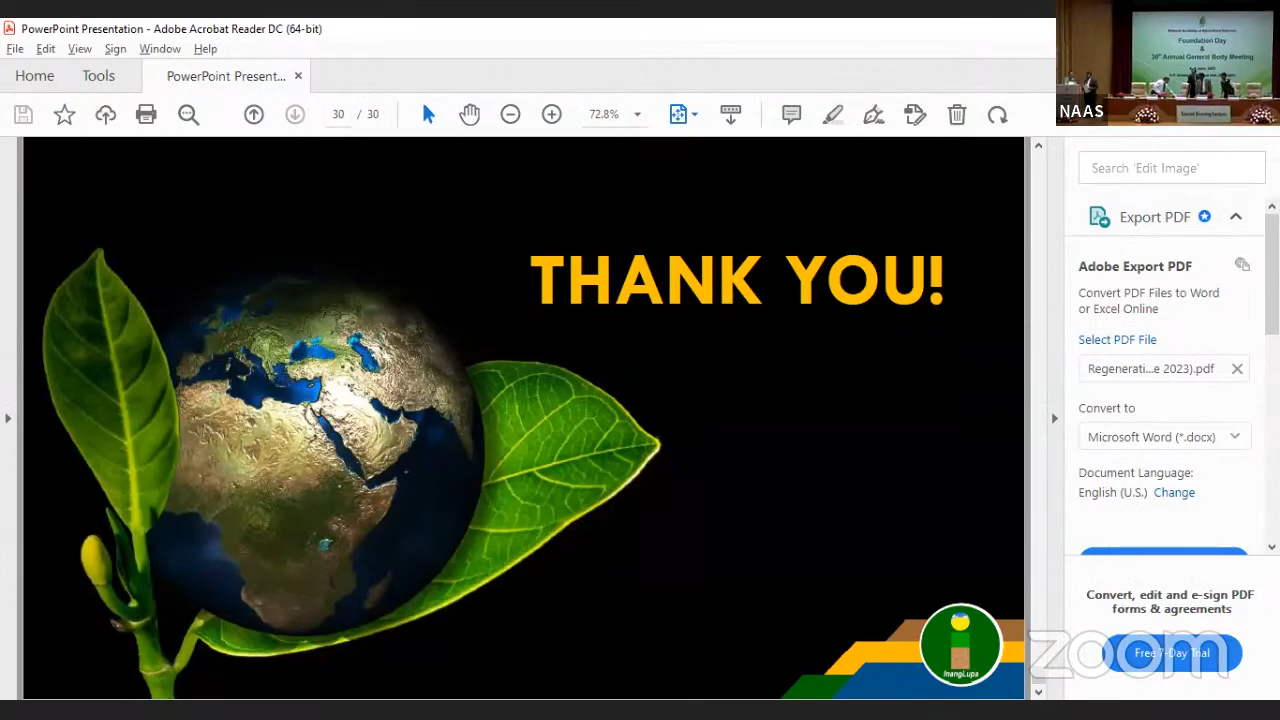 PowerPoint Presentation - Adobe Acrobat Reader DC (64-bit)
File Edit View Sign Window Help
Home Tools PowerPoint Present... ×
30 / 30 72.8%
THANK YOU!
InangLupa
Foundation Day
&
NAAS
Search 'Edit Image'
Export PDF
Adobe Export PDF
Convert PDF Files to Word
or Excel Online
Select PDF File
Regenerati...e 2023).pdf
Convert to
Microsoft Word (*.docx)
Document Language:
English (U.S.) Change
Convert, edit and e-sign PDF
forms & agreements
Free 7-Day Trial
zoom